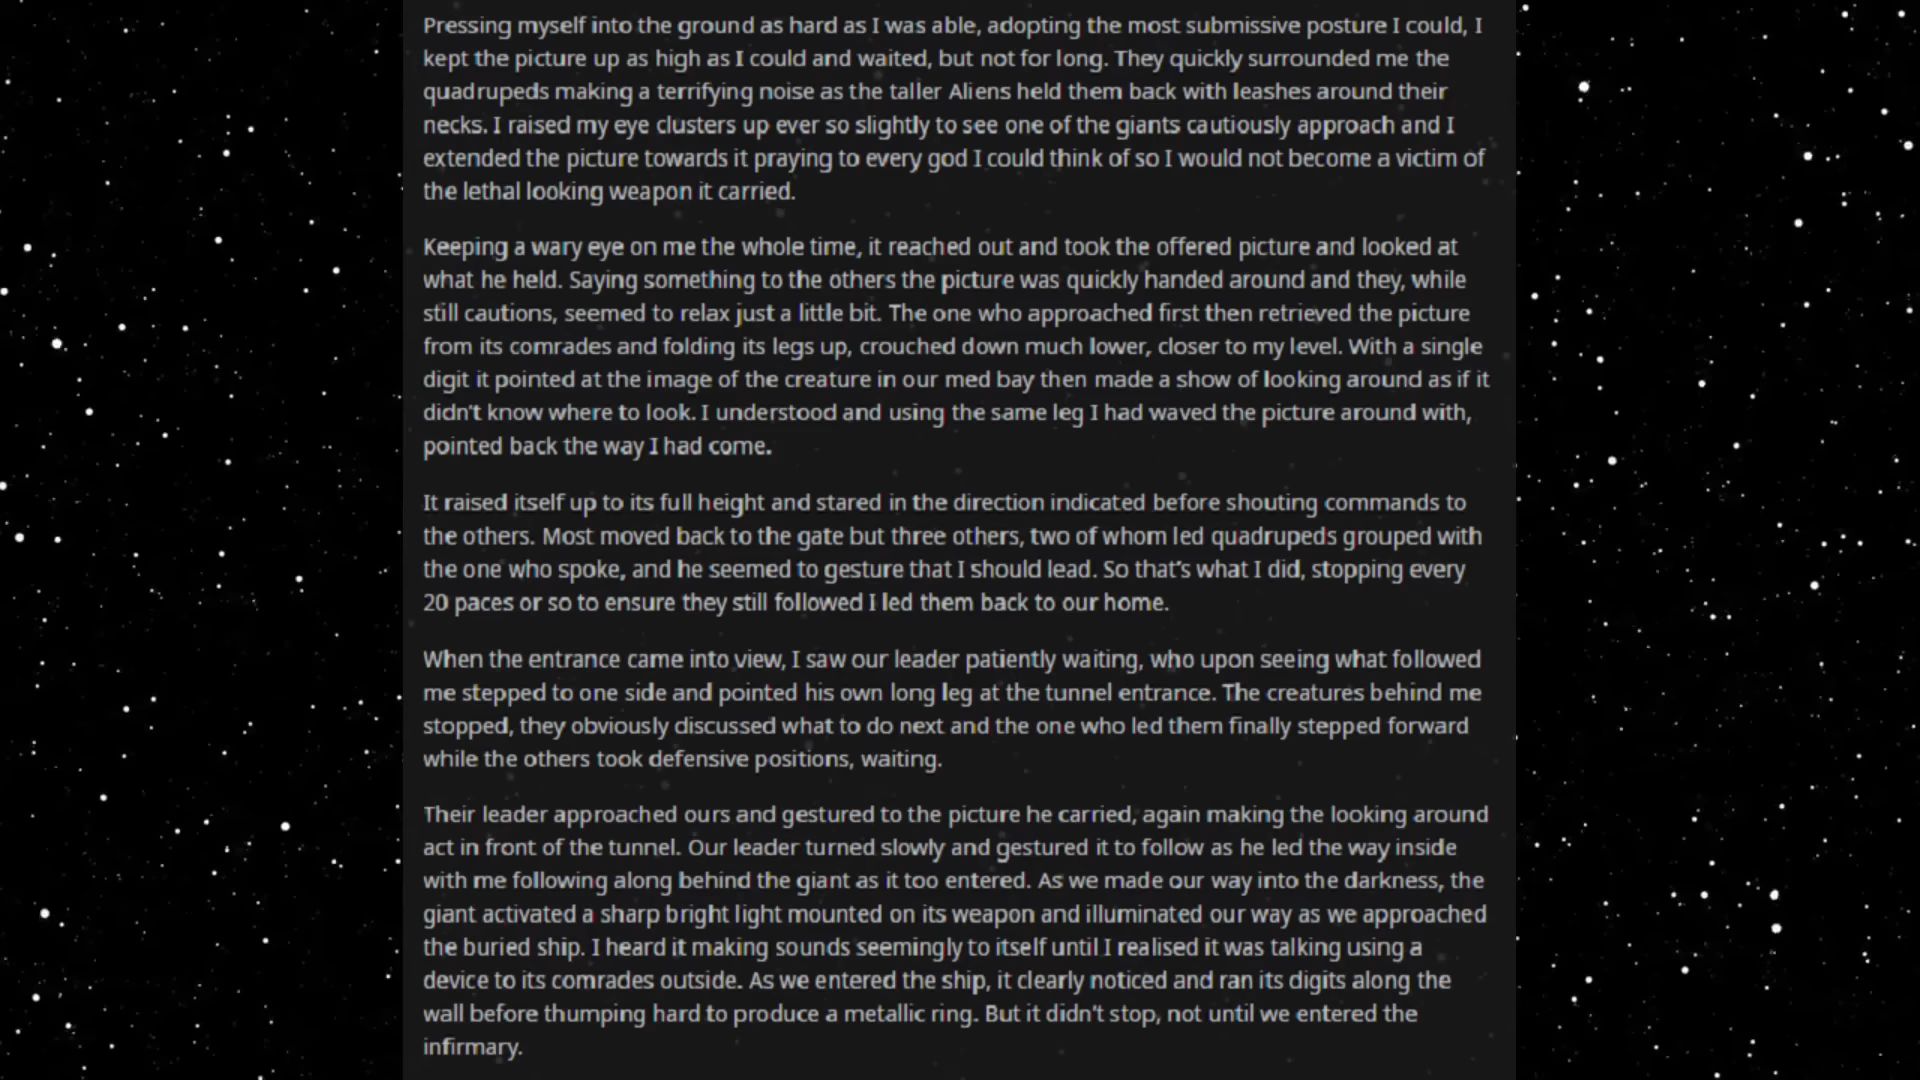 Pressing myself into the ground as hard as I was able, adopting the most submissive posture I could, I
kept the picture up as high as I could and waited, but not for long. They quickly surrounded me the
quadrupeds making a terrifying noise as the taller Aliens held them back with leashes around their
necks. I raised my eye clusters up ever so slightly to see one of the giants cautiously approach and I
extended the picture towards it praying to every god I could think of so I would not become a victim of
the lethal looking weapon it carried.
Keeping a wary eye on me the whole time, it reached out and took the offered picture and looked at
what he held. Saying something to the others the picture was quickly handed around and they, while
still cautions, seemed to relax just a little bit. The one who approached first then retrieved the picture
from its comrades and folding its legs up, crouched down much lower, closer to my level. With a single
digit it pointed at the image of the creature in our med bay then made a show of looking around as if it
didn't know where to look. I understood and using the same leg I had waved the picture around with,
pointed back the way I had come.
It raised itself up to its full height and stared in the direction indicated before shouting commands to
the others. Most moved back to the gate but three others, two of whom led quadrupeds grouped with
the one who spoke, and he seemed to gesture that I should lead. So that's what I did, stopping every
20 paces or so to ensure they still followed I led them back to our home.
When the entrance came into view, I saw our leader patiently waiting, who upon seeing what followed
me stepped to one side and pointed his own long leg at the tunnel entrance. The creatures behind me
stopped, they obviously discussed what to do next and the one who led them finally stepped forward
while the others took defensive positions, waiting.
Their leader approached ours and gestured to the picture he carried, again making the looking around
act in front of the tunnel. Our leader turned slowly and gestured it to follow as he led the way inside
with me following along behind the giant as it too entered. As we made our way into the darkness, the
giant activated a sharp bright light mounted on its weapon and illuminated our way as we approached
the buried ship. I heard it making sounds seemingly to itself until I realised it was talking using a
device to its comrades outside. As we entered the ship, it clearly noticed and ran its digits along the
wall before thumping hard to produce a metallic ring. But it didn't stop, not until we entered the
infirmary.